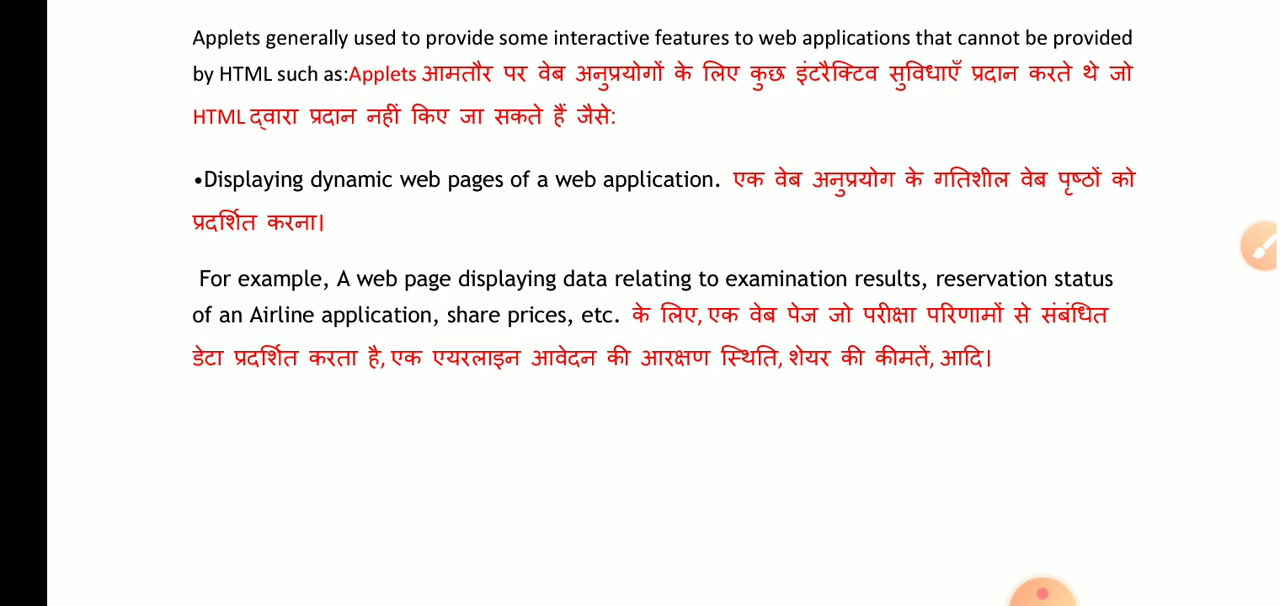 Applets generally used to provide some interactive features to web applications that cannot be provided
by HTML such as:Applets आमतौर पर वेब अनुप्रयोगों के लिए कुछ इंटरैक्टिव सुविधाएँ प्रदान करते थे जो
HTML द्वारा प्रदान नहीं किए जा सकते हैं जैसे:
•Displaying dynamic web pages of a web application. एक वेब अनुप्रयोग के गतिशील वेब पृष्ठों को
प्रदर्शित करना।
For example, A web page displaying data relating to examination results, reservation status
of an Airline application, share prices, etc. के लिए, एक वेब पेज जो परीक्षा परिणामों से संबंधित
डेटा प्रदर्शित करता है, एक एयरलाइन आवेदन की आरक्षण स्थिति, शेयर की कीमतें, आदि।